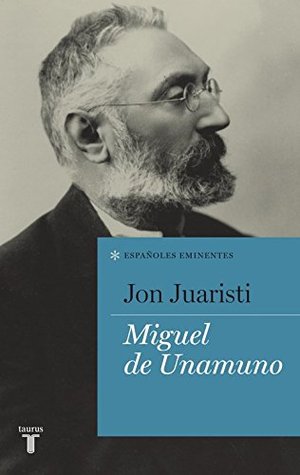 * ESPAÑOLES EMINENTES
Jon Juaristi
Miguel
de Unamuno
taurus
T